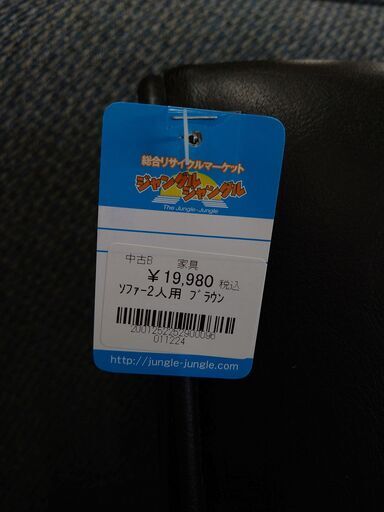 総合リサイクルマーケット
ジャングル
ジャングル
The Jungle-Jungle
中古B 家具
¥19,980 税込
ソファー2人用 ブラウン
2001252252900096
011224
http://jungle-jungle.com